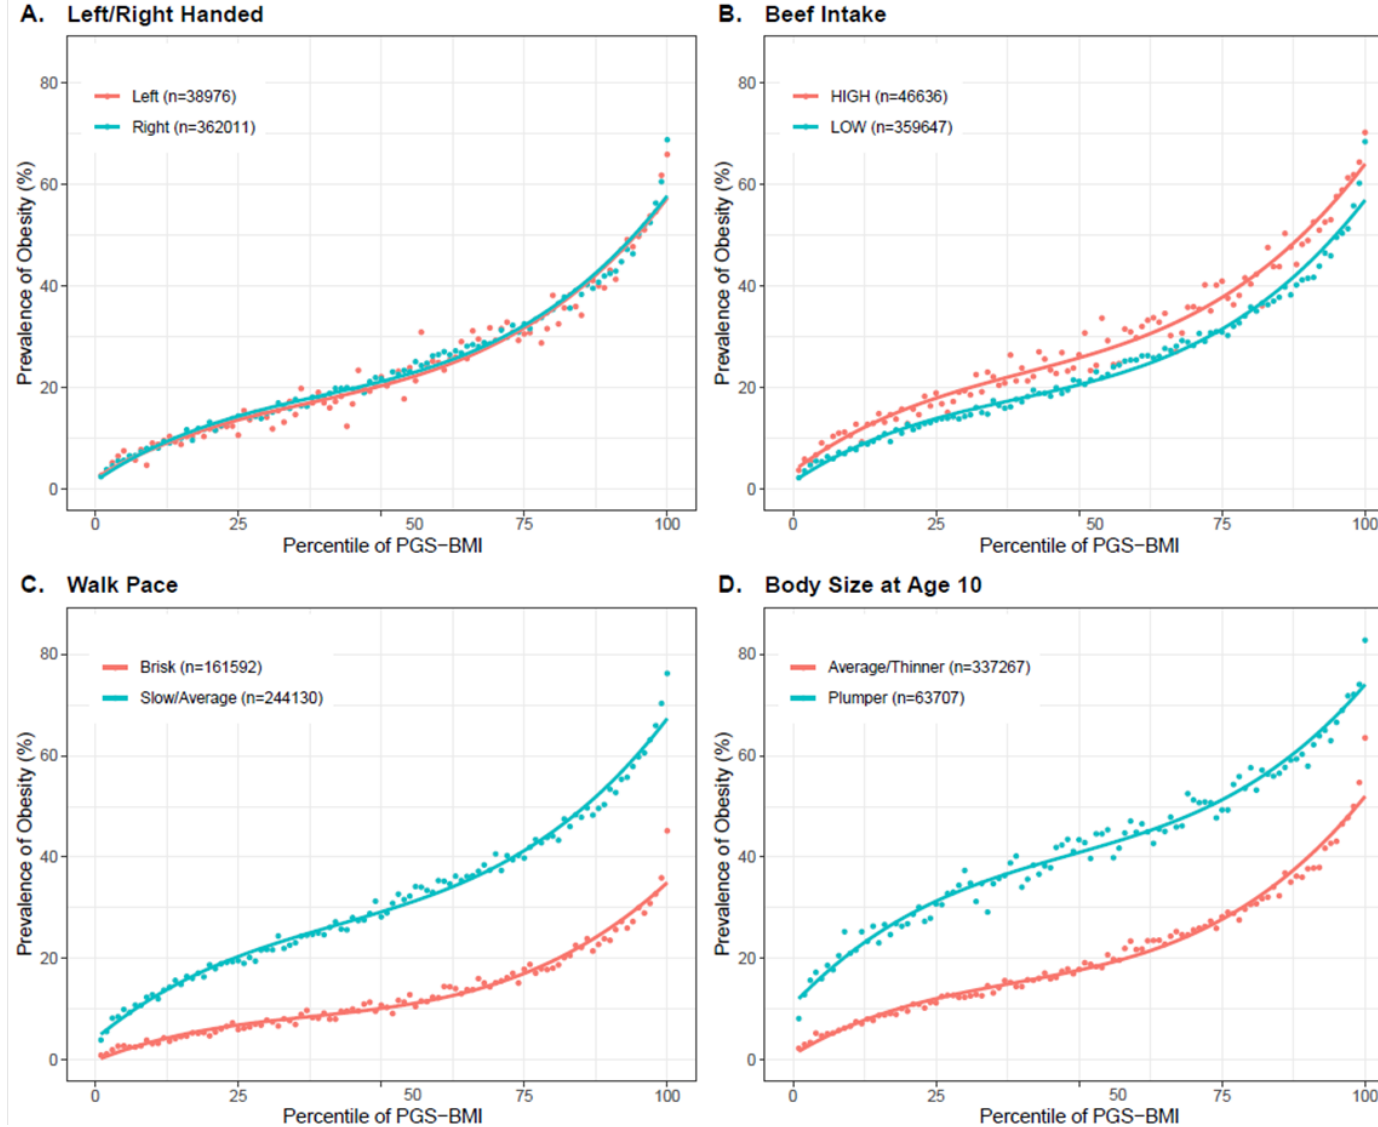 A. Left/Right Handed
Prevalence of Obesity (%)
80
60
40
20
0
Left (n=38976)
Right (n=362011)
0 25 50 75 100
Percentile of PGS−BMI
B. Beef Intake
Prevalence of Obesity (%)
80
60
40
20
0
HIGH (n=46636)
LOW (n=359647)
0 25 50 75 100
Percentile of PGS−BMI
C. Walk Pace
Prevalence of Obesity (%)
80
60
40
20
0
Brisk (n=161592)
Slow/Average (n=244130)
0 25 50 75 100
Percentile of PGS−BMI
D. Body Size at Age 10
Prevalence of Obesity (%)
80
60
40
20
0
Average/Thinner (n=337267)
Plumper (n=63707)
0 25 50 75 100
Percentile of PGS−BMI